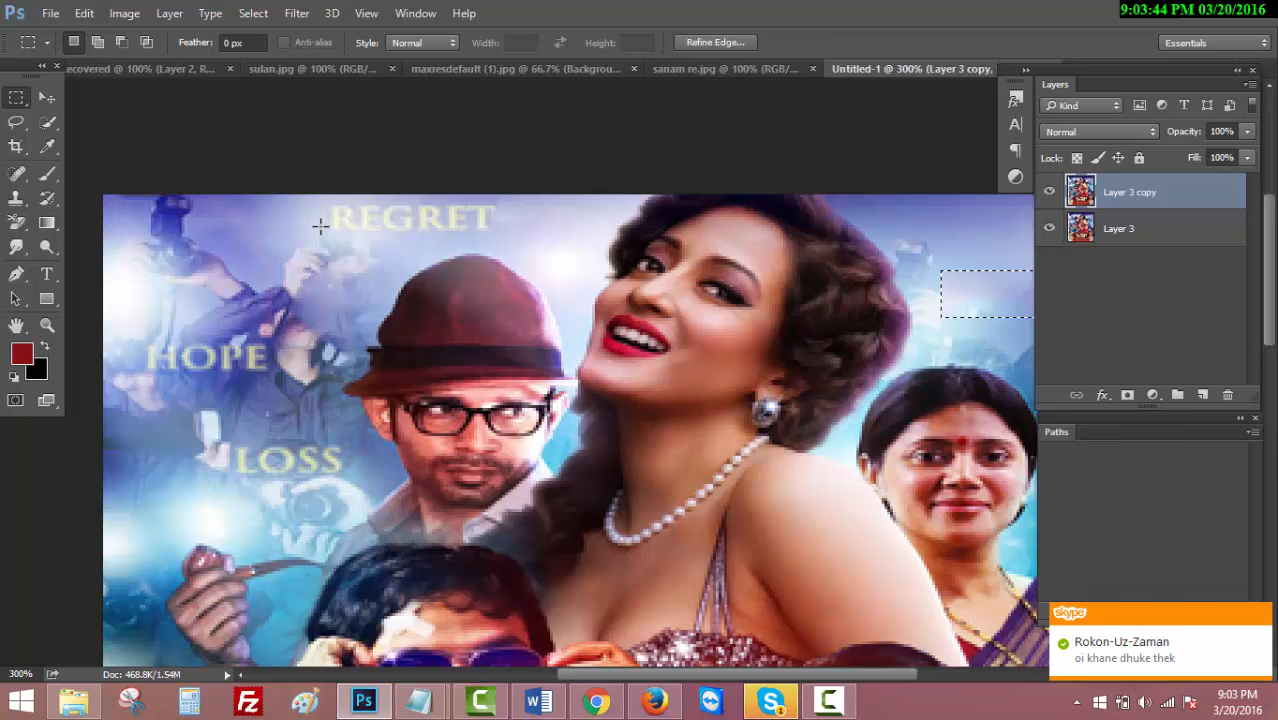 9:03:44 PM 03/20/2016
Ps File Edit Image Layer Type Select Filter 3D View Window Help
Feather: 0 px Anti-alias Style: Normal Width: Height: Refine Edge... Essentials
ecovered @ 100% (Layer 2, R... × sulan.jpg @ 100% (RGB/... × maxresdefault (1).jpg @ 66.7% (Backgrou... × sanam re.jpg @ 100% (RGB/... × Untitled-1 @ 300% (Layer 3 copy,
Layers
Kind
Normal Opacity: 100%
Lock: Fill: 100%
Layer 3 copy
Layer 3
Paths
REGRET
HOPE
LOSS
skype
Rokon-Uz-Zaman
oi khane dhuke thek
300% Doc: 468.8K/1.54M
9:03 PM
3/20/2016